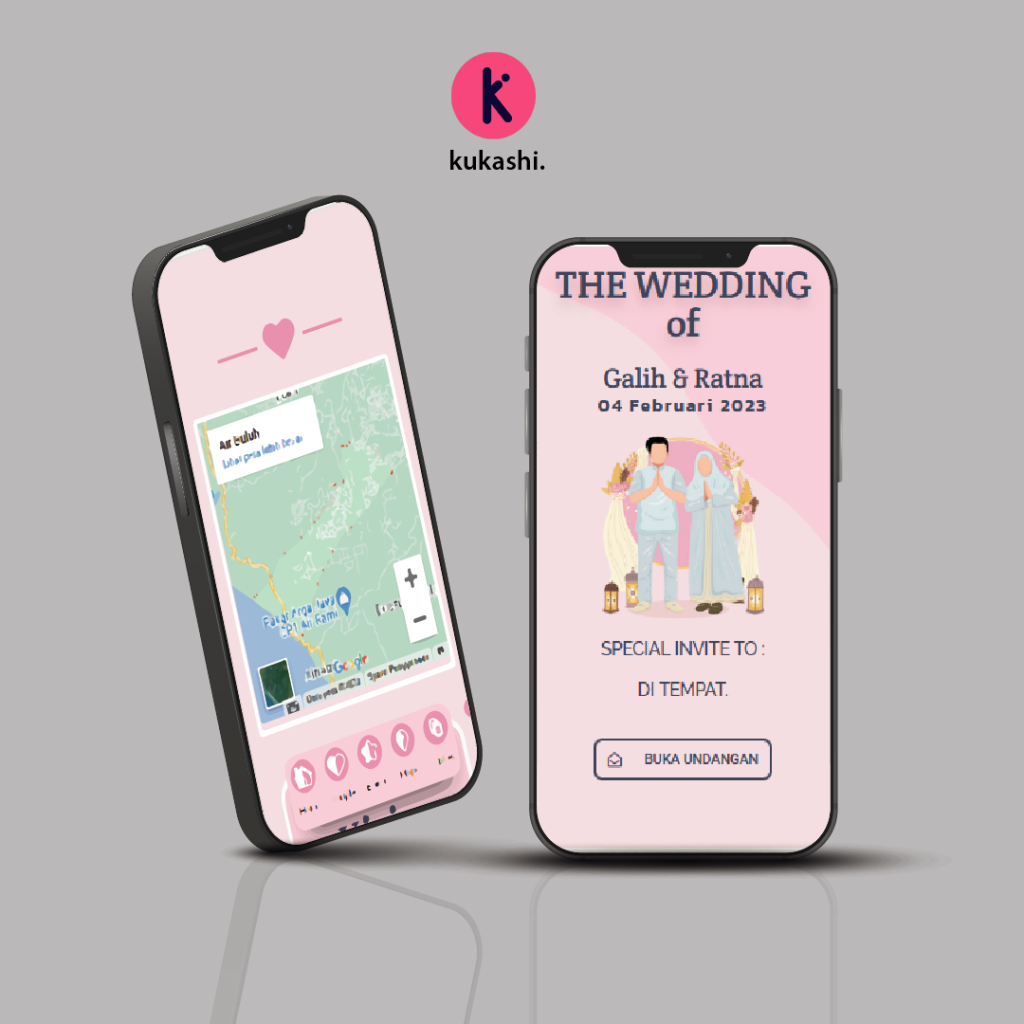 kukashi.
THE WEDDING
of
Galih & Ratna
04 Februari 2023
SPECIAL INVITE TO :
DI TEMPAT.
BUKA UNDANGAN
Air buluh
Lihat peta lebih besar
Google